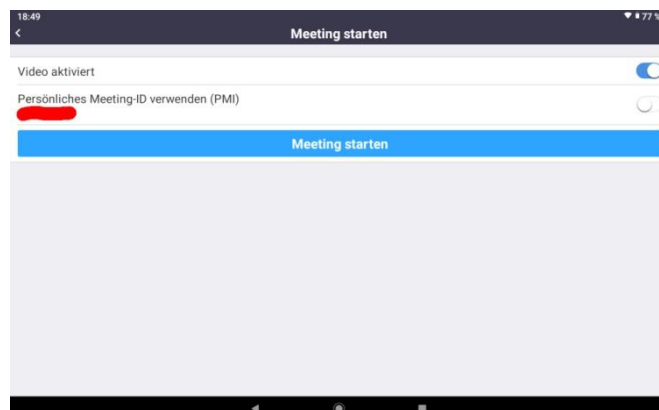 18:49
77 %
Meeting starten
Video aktiviert
Persönliches Meeting-ID verwenden (PMI)
Meeting starten